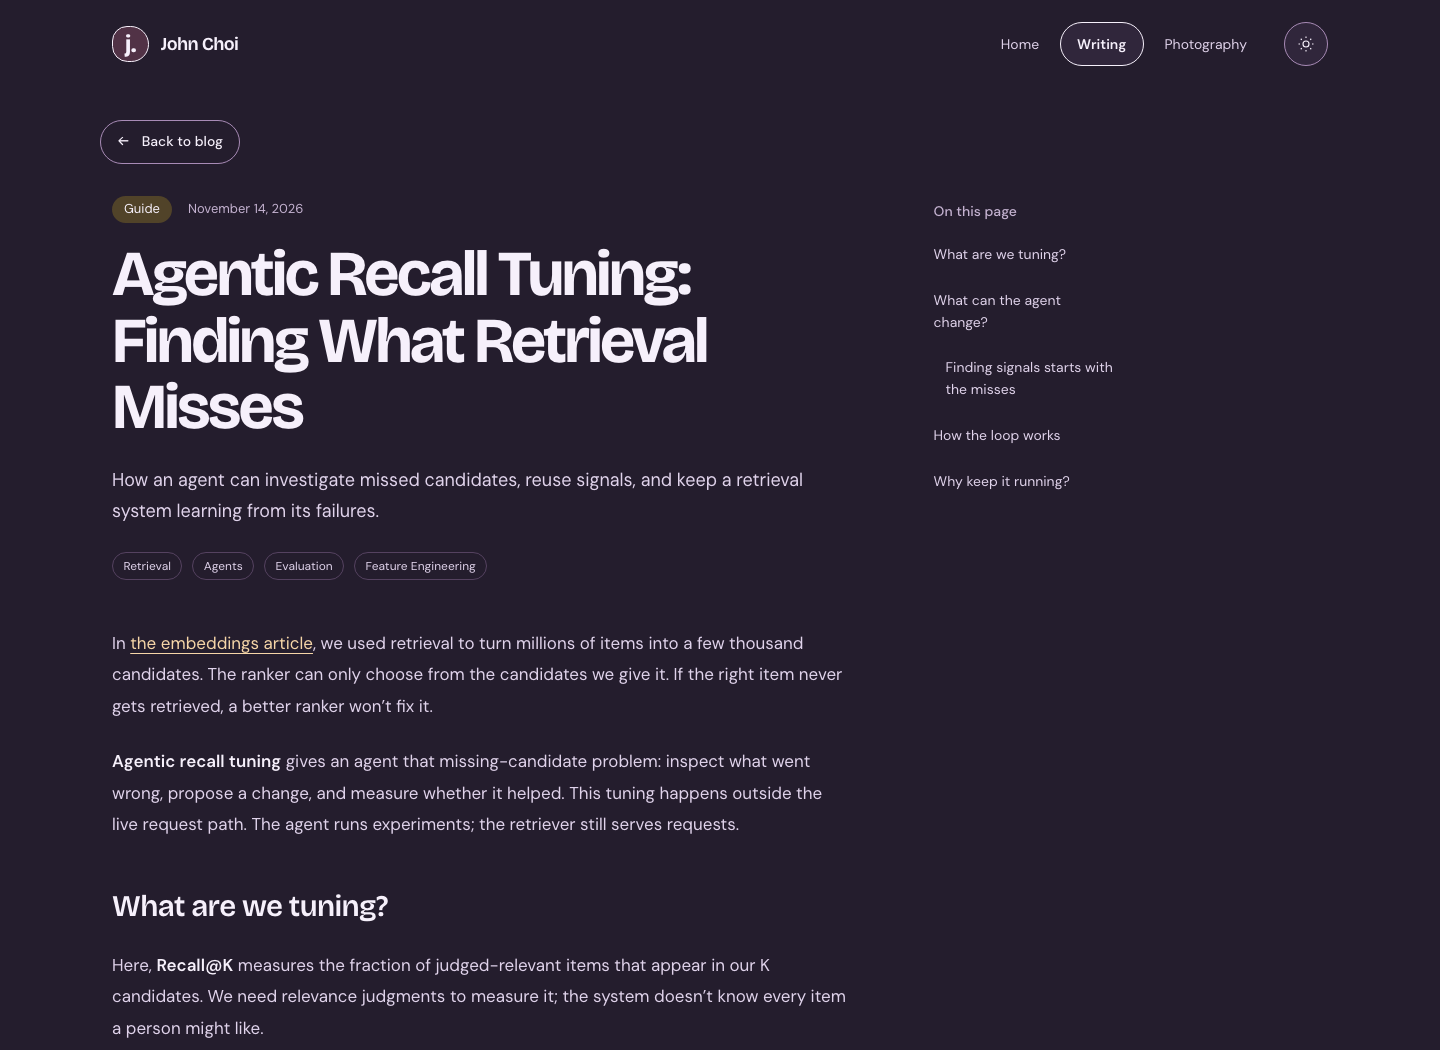 j. John Choi
Home Writing Photography
← Back to blog
Guide November 14, 2026
Agentic Recall Tuning:
Finding What Retrieval
Misses
How an agent can investigate missed candidates, reuse signals, and keep a retrieval
system learning from its failures.
Retrieval Agents Evaluation Feature Engineering
In the embeddings article, we used retrieval to turn millions of items into a few thousand
candidates. The ranker can only choose from the candidates we give it. If the right item never
gets retrieved, a better ranker won’t fix it.
Agentic recall tuning gives an agent that missing-candidate problem: inspect what went
wrong, propose a change, and measure whether it helped. This tuning happens outside the
live request path. The agent runs experiments; the retriever still serves requests.
What are we tuning?
Here, Recall@K measures the fraction of judged-relevant items that appear in our K
candidates. We need relevance judgments to measure it; the system doesn’t know every item
a person might like.
On this page
What are we tuning?
What can the agent
change?
Finding signals starts with
the misses
How the loop works
Why keep it running?